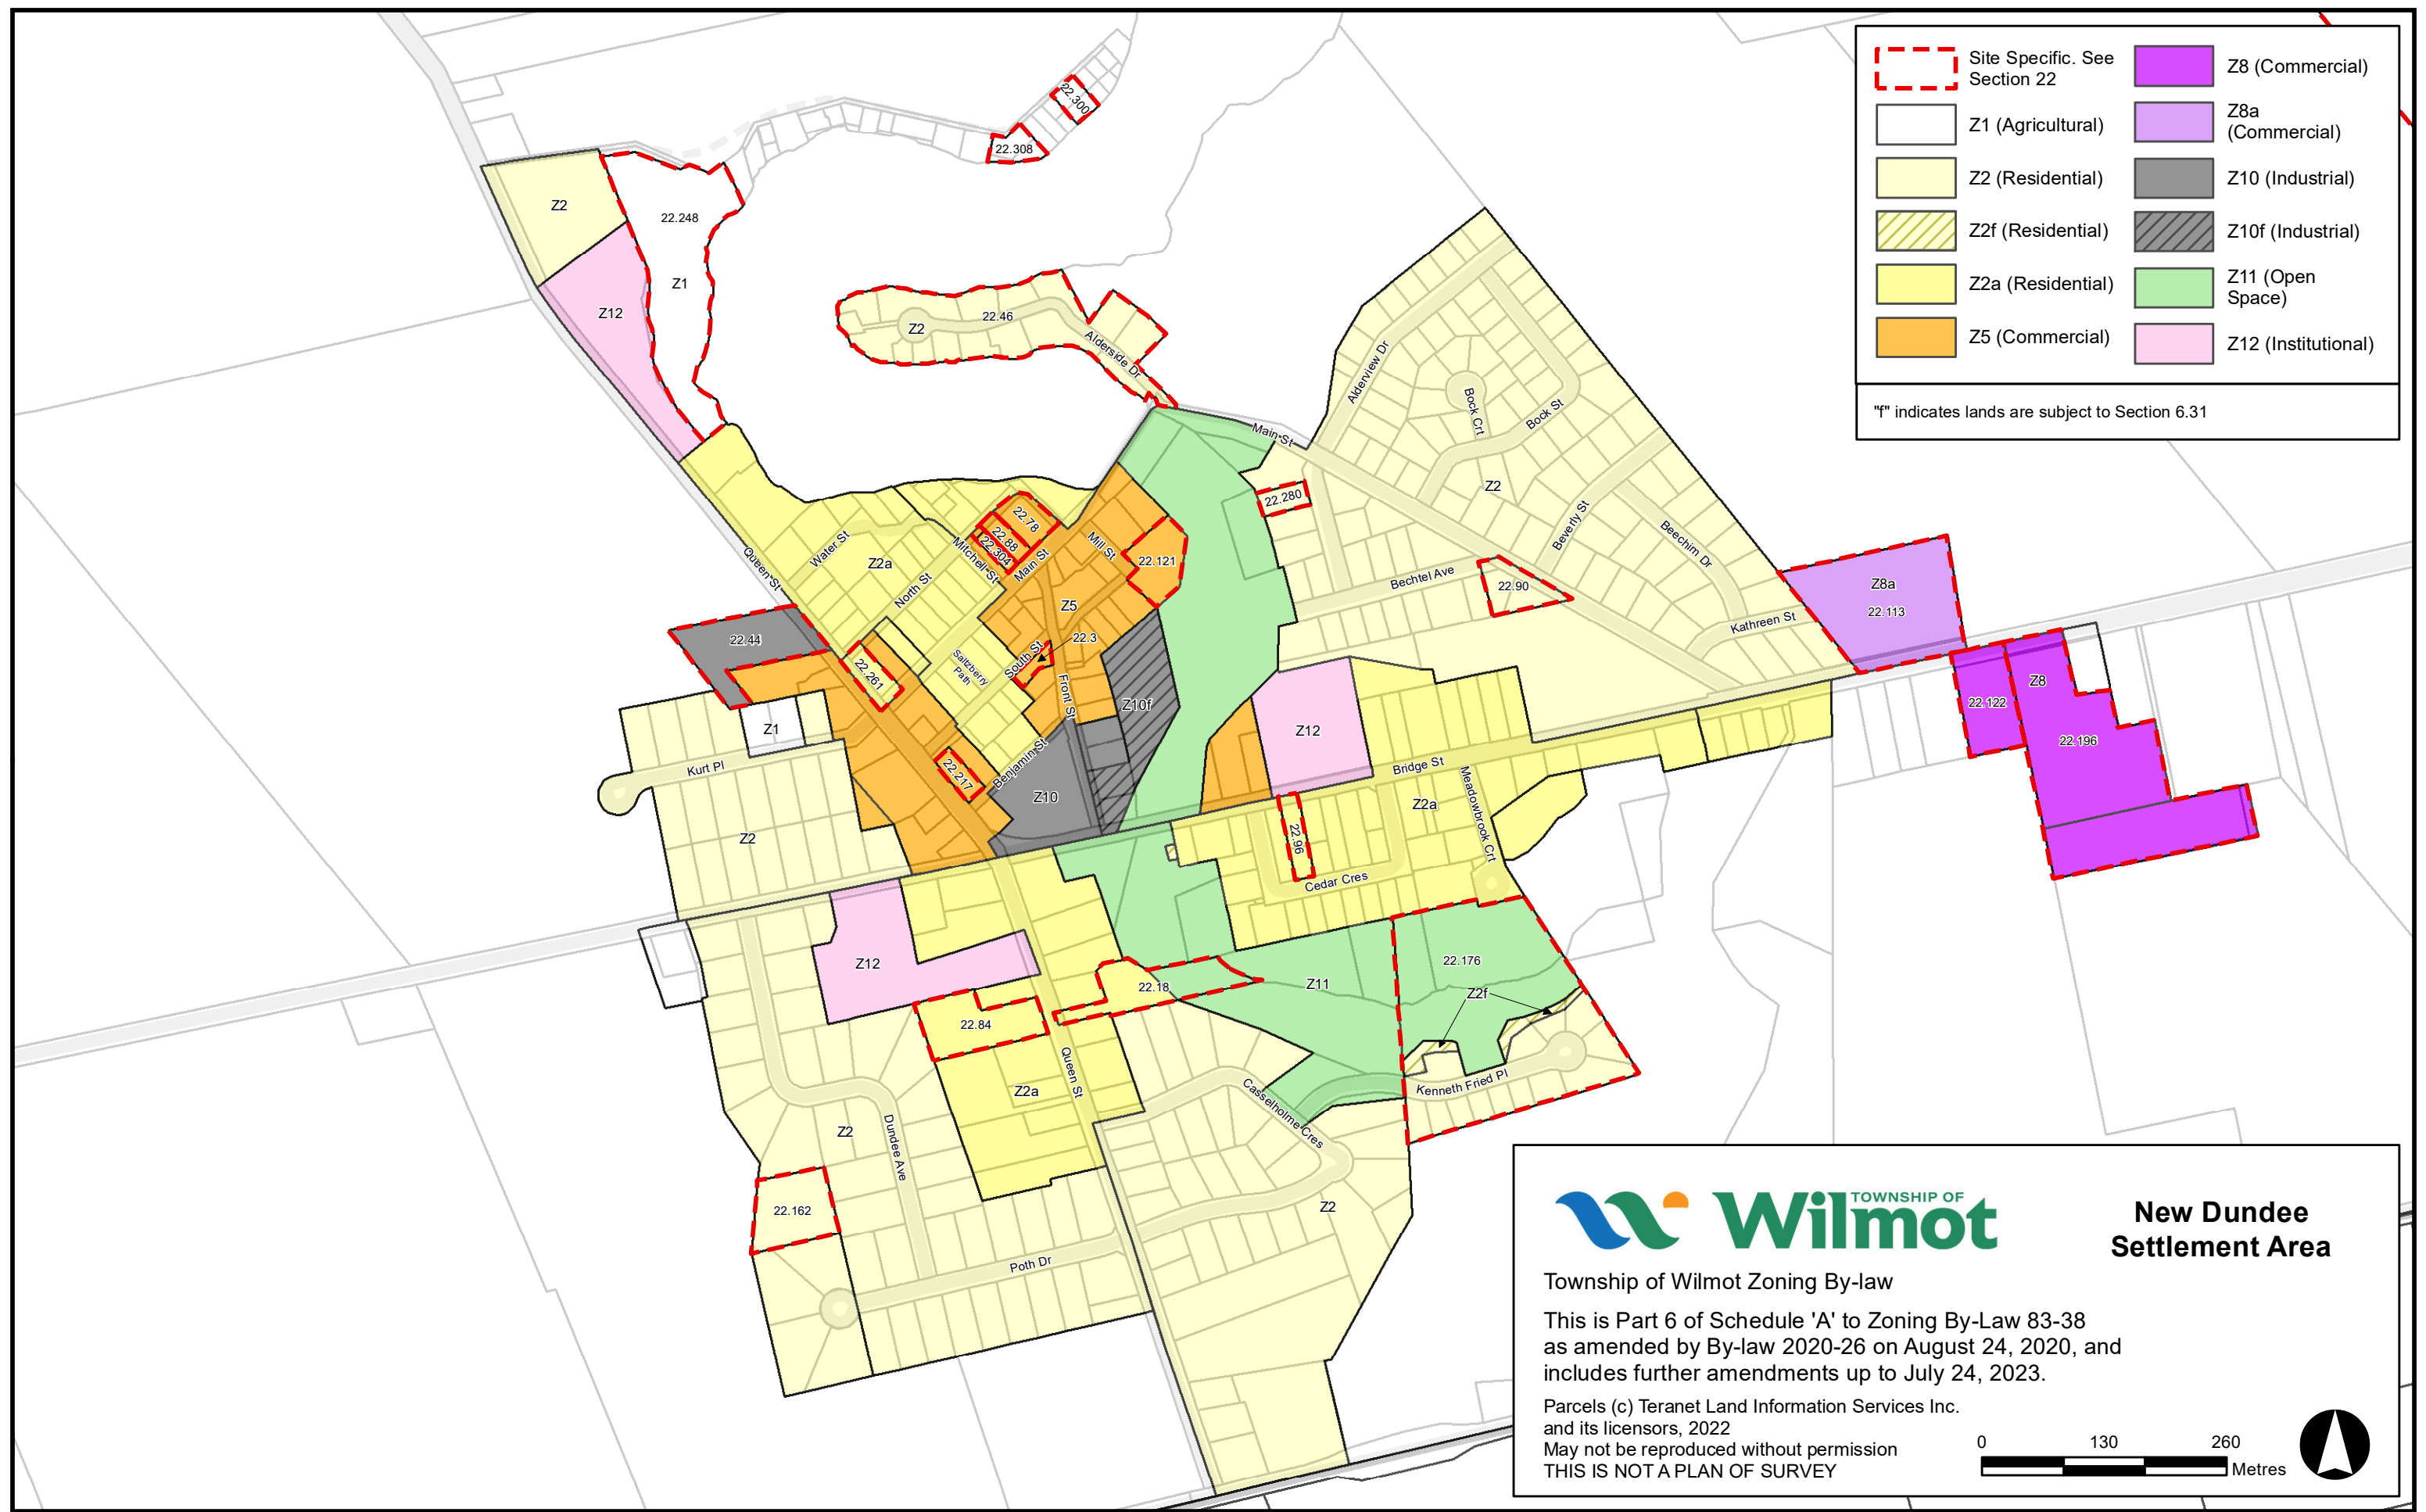 Site Specific. See
Section 22
Z1 (Agricultural)
Z2 (Residential)
Z2f (Residential)
Z2a (Residential)
Z5 (Commercial)
Z8 (Commercial)
Z8a
(Commercial)
Z10 (Industrial)
Z10f (Industrial)
Z11 (Open
Space)
Z12 (Institutional)
"f" indicates lands are subject to Section 6.31
22.300
22.308
Z2
22.248
Z1
Z12
Z2
22.46
Alderside Dr
Alderview Dr
Bock Crt
Bock St
Main St
Z2
22.280
Beverly St
Beechim Dr
Bechtel Ave
22.90
Kathreen St
Z8a
22.113
Z8
22.122
22.196
Queen St
Water St
Z2a
North St
Mitchell St
22.78
22.88
22.304
Main St
Mill St
22.121
Z5
22.3
South St
Saltzberry
Path
Front St
Z10f
22.44
22.261
Z1
Kurt Pl
22.217
Benjamin St
Z10
Z2
Z12
Bridge St
Meadowbrook Crt
Z2a
22.96
Cedar Cres
Z12
22.18
Z11
22.176
Z2f
22.84
Z2a
Queen St
Kenneth Fried Pl
Casselholme Cres
Z2
Dundee Ave
22.162
Z2
Poth Dr
TOWNSHIP OF
Wilmot
New Dundee
Settlement Area
Township of Wilmot Zoning By-law
This is Part 6 of Schedule 'A' to Zoning By-Law 83-38
as amended by By-law 2020-26 on August 24, 2020, and
includes further amendments up to July 24, 2023.
Parcels (c) Teranet Land Information Services Inc.
and its licensors, 2022
May not be reproduced without permission
THIS IS NOT A PLAN OF SURVEY
0 130 260
Metres